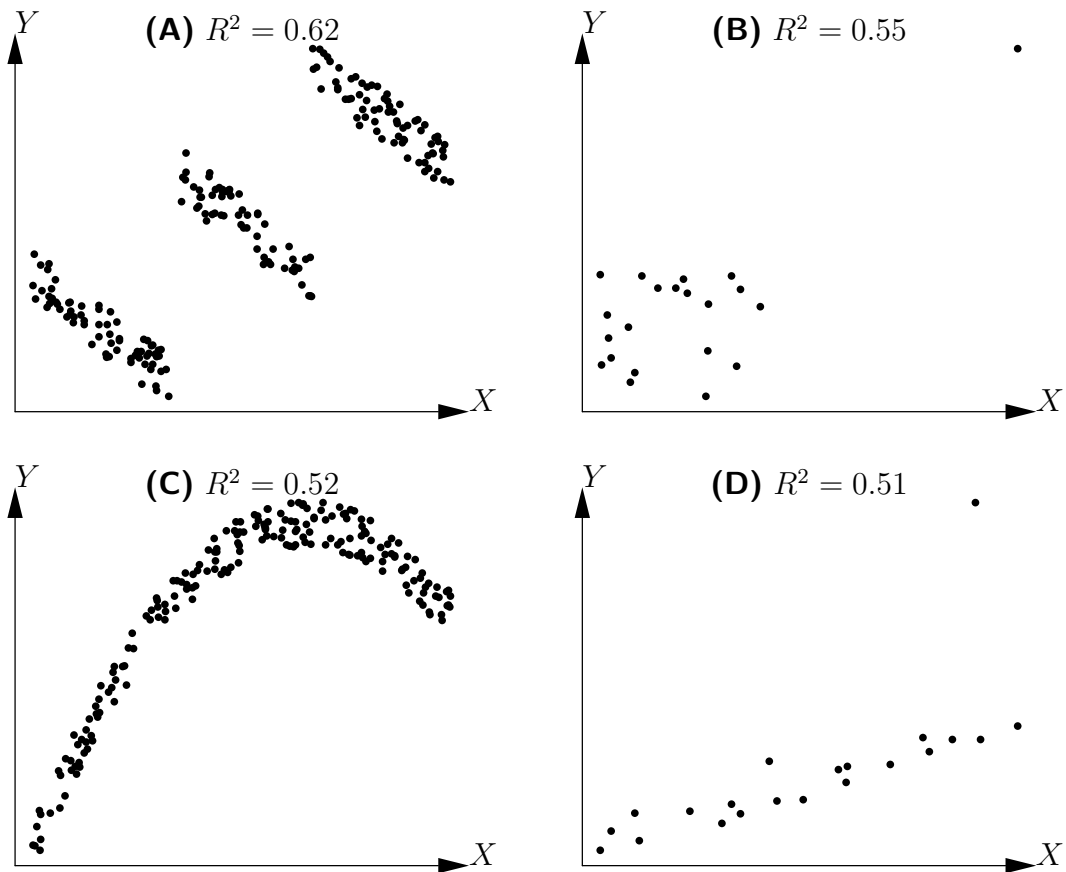 Y (A) R² = 0.62
X
Y (B) R² = 0.55
X
Y (C) R² = 0.52
X
Y (D) R² = 0.51
X